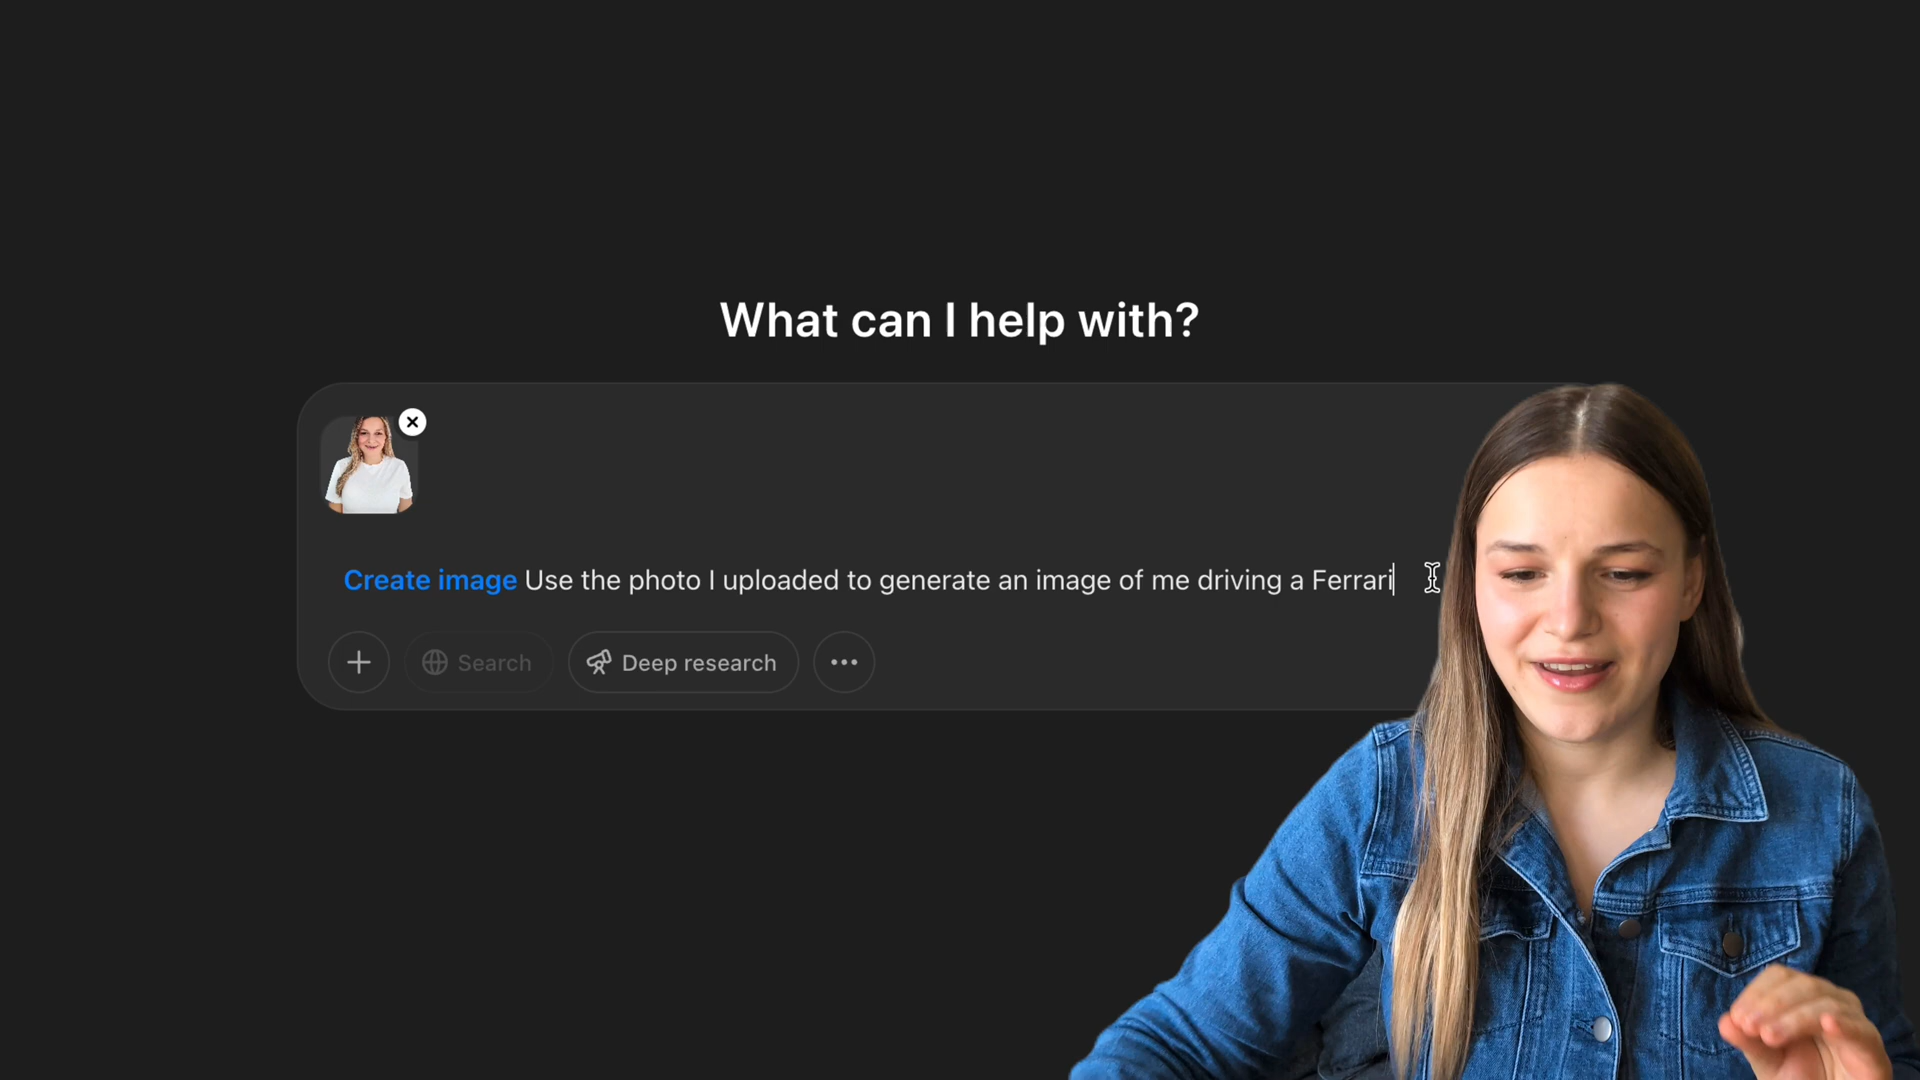 What can I help with?
Create image Use the photo I uploaded to generate an image of me driving a Ferrari
Search
Deep research